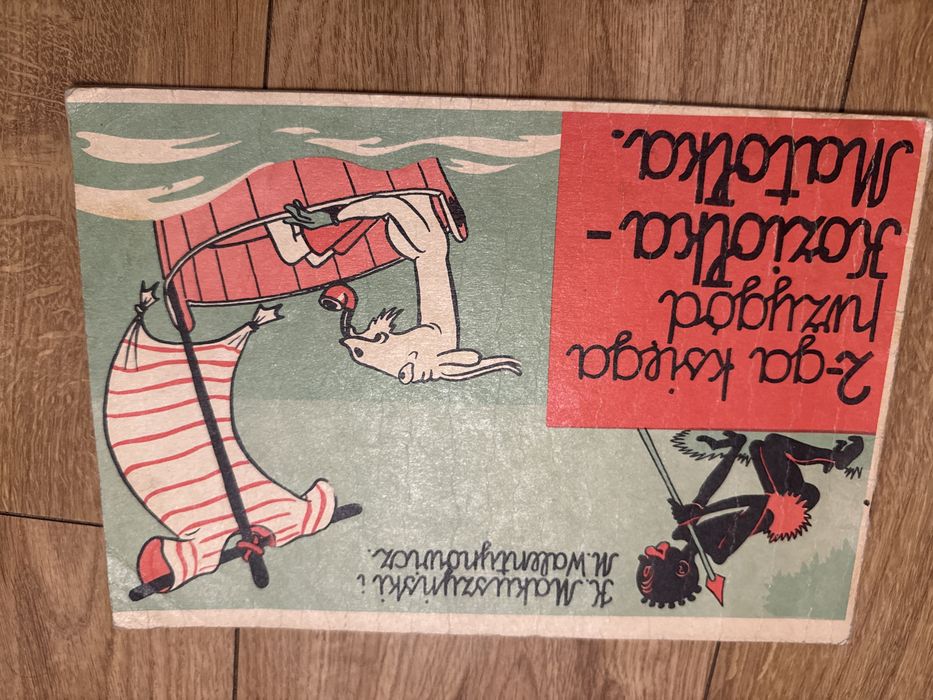 2-ga księga
przygód
Koziołka-
Matołka.
K. Makuszyński i
M. Walentynowicz.